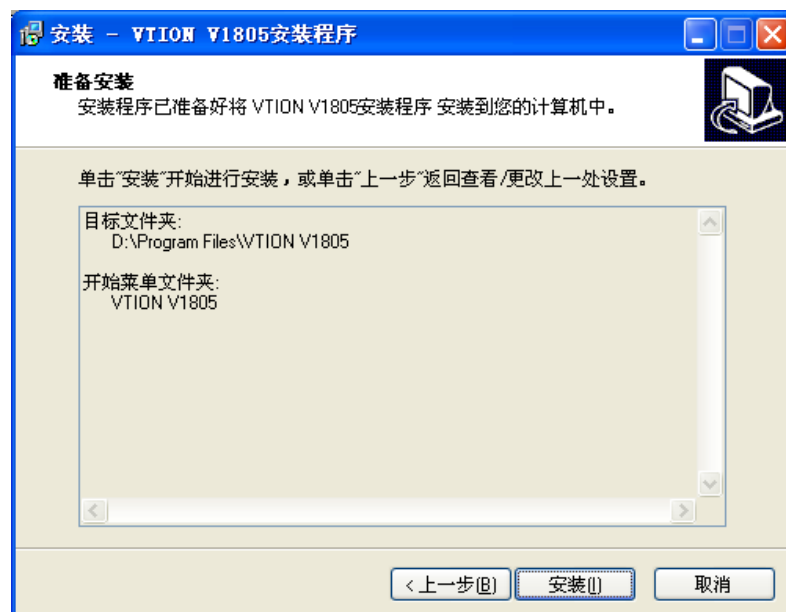 安装 - VTION V1805安装程序
准备安装
安装程序已准备好将 VTION V1805安装程序 安装到您的计算机中。
单击"安装"开始进行安装，或单击"上一步"返回查看/更改上一处设置。
目标文件夹:
D:\Program Files\VTION V1805
开始菜单文件夹:
VTION V1805
<上一步(B)
安装(I)
取消